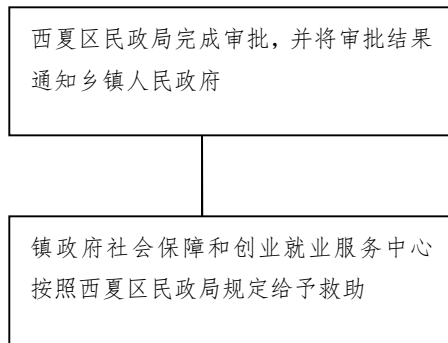 西夏区民政局完成审批，并将审批结果
通知乡镇人民政府
镇政府社会保障和创业就业服务中心
按照西夏区民政局规定给予救助